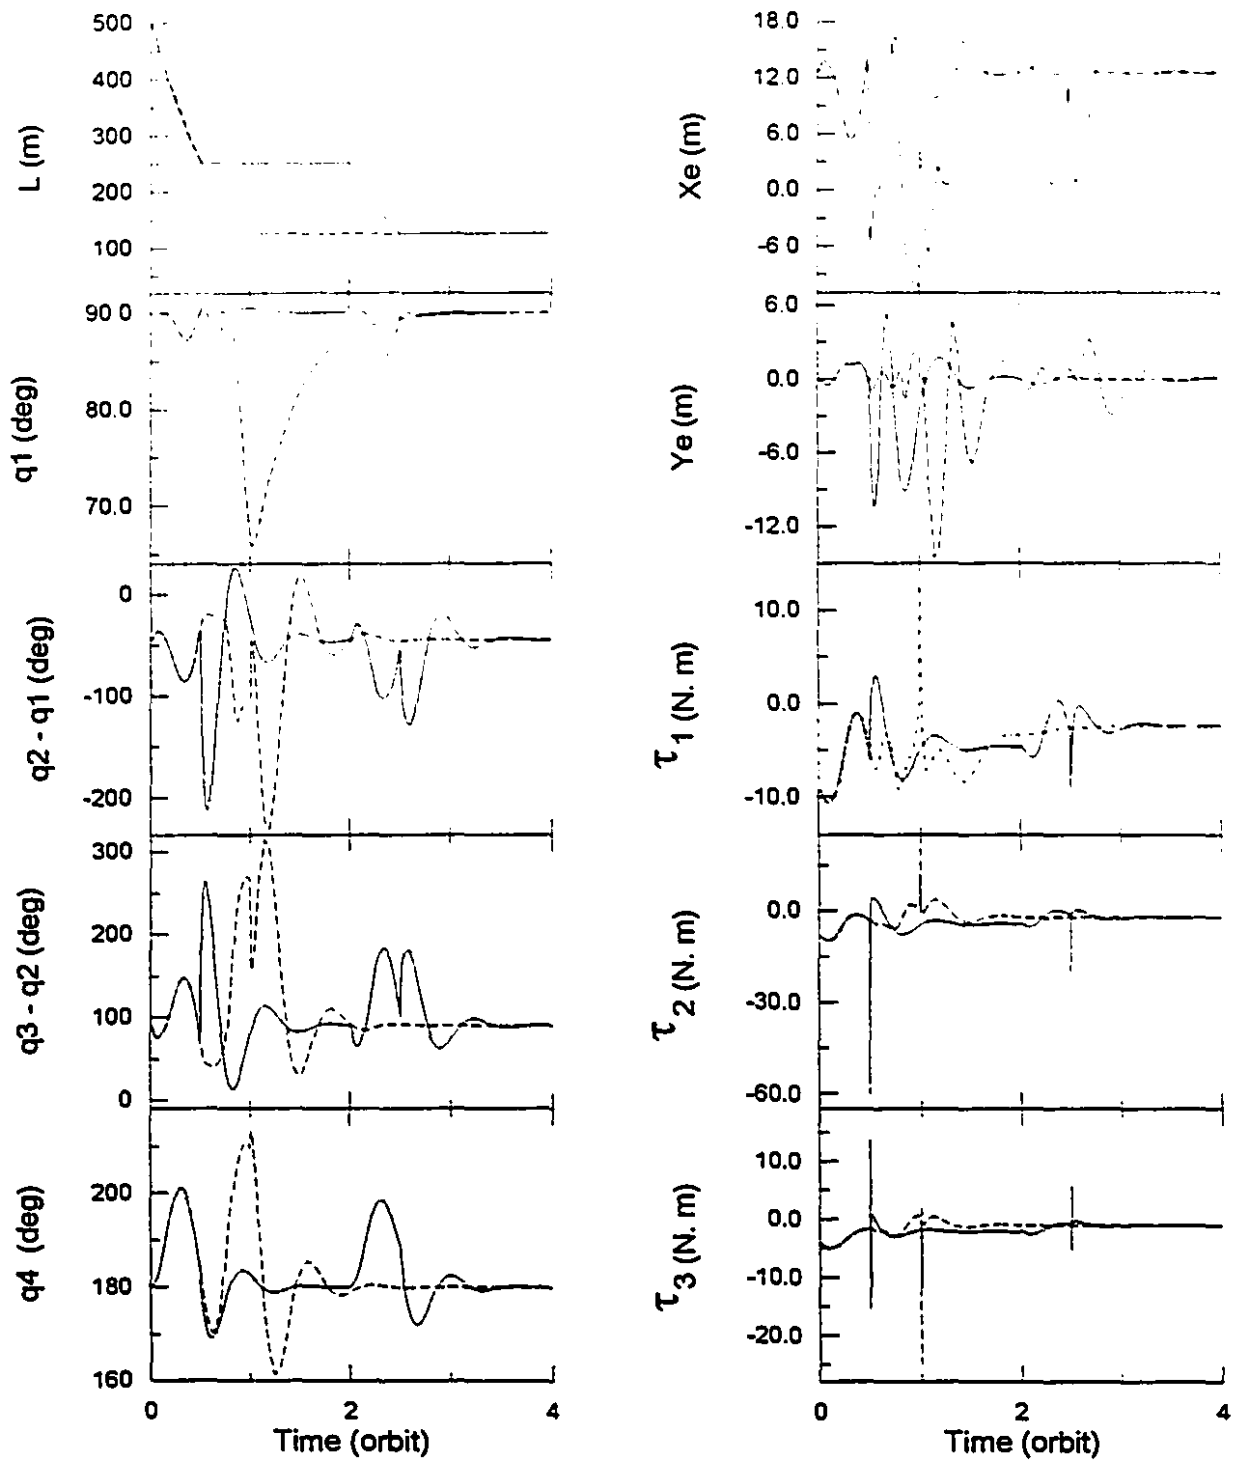 500
400
300
200
100
L (m)
90 0
80.0
70.0
q1 (deg)
0
-100
-200
q2 - q1 (deg)
300
200
100
0
q3 - q2 (deg)
200
180
160
q4 (deg)
0 2 4
Time (orbit)
18.0
12.0
6.0
0.0
-6 0
Xe (m)
6.0
0.0
-6.0
-12.0
Ye (m)
10.0
0.0
-10.0
τ1 (N. m)
0.0
-30.0
-60.0
τ2 (N. m)
10.0
0.0
-10.0
-20.0
τ3 (N. m)
0 2 4
Time (orbit)